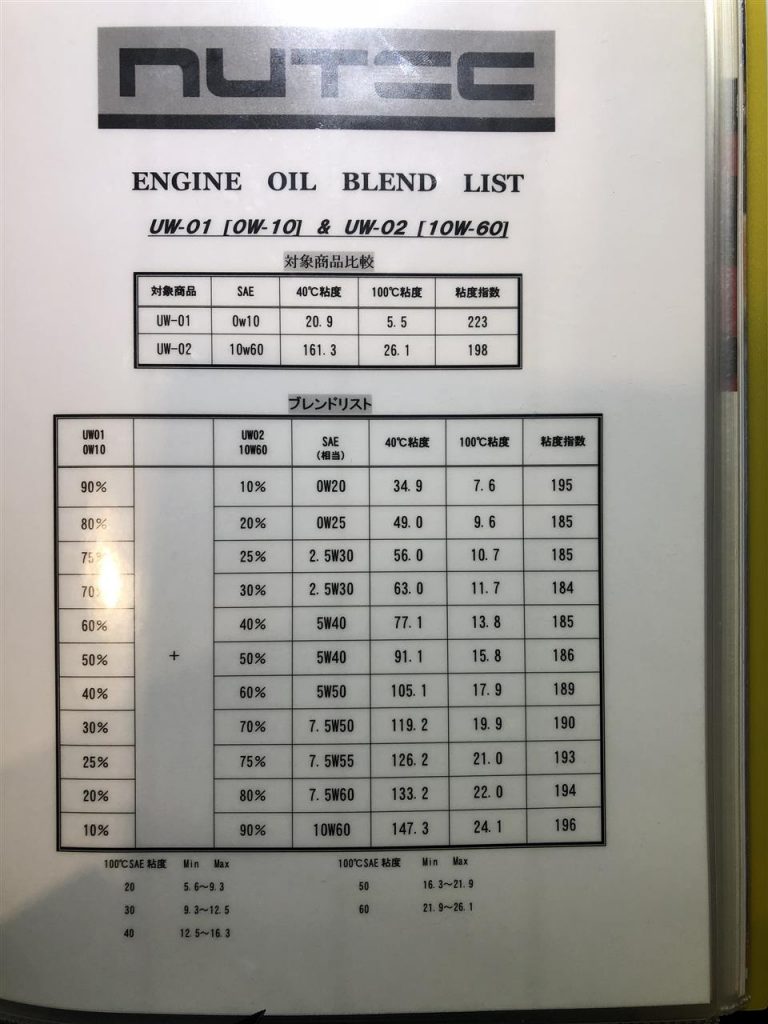 NUTEC
ENGINE OIL BLEND LIST
UW-01 [0W-10] & UW-02 [10W-60]
対象商品比較
対象商品 SAE 40℃粘度 100℃粘度 粘度指数
UW-01 0w10 20.9 5.5 223
UW-02 10w60 161.3 26.1 198
ブレンドリスト
UW01 0W10 UW02 10W60 SAE (相当) 40℃粘度 100℃粘度 粘度指数
90% 10% 0W20 34.9 7.6 195
80% 20% 0W25 49.0 9.6 185
75% 25% 2.5W30 56.0 10.7 185
70 30% 2.5W30 63.0 11.7 184
60% 40% 5W40 77.1 13.8 185
50% + 50% 5W40 91.1 15.8 186
40% 60% 5W50 105.1 17.9 189
30% 70% 7.5W50 119.2 19.9 190
25% 75% 7.5W55 126.2 21.0 193
20% 80% 7.5W60 133.2 22.0 194
10% 90% 10W60 147.3 24.1 196
100℃SAE粘度 Min Max 100℃SAE粘度 Min Max
20 5.6～9.3 50 16.3～21.9
30 9.3～12.5 60 21.9～26.1
40 12.5～16.3